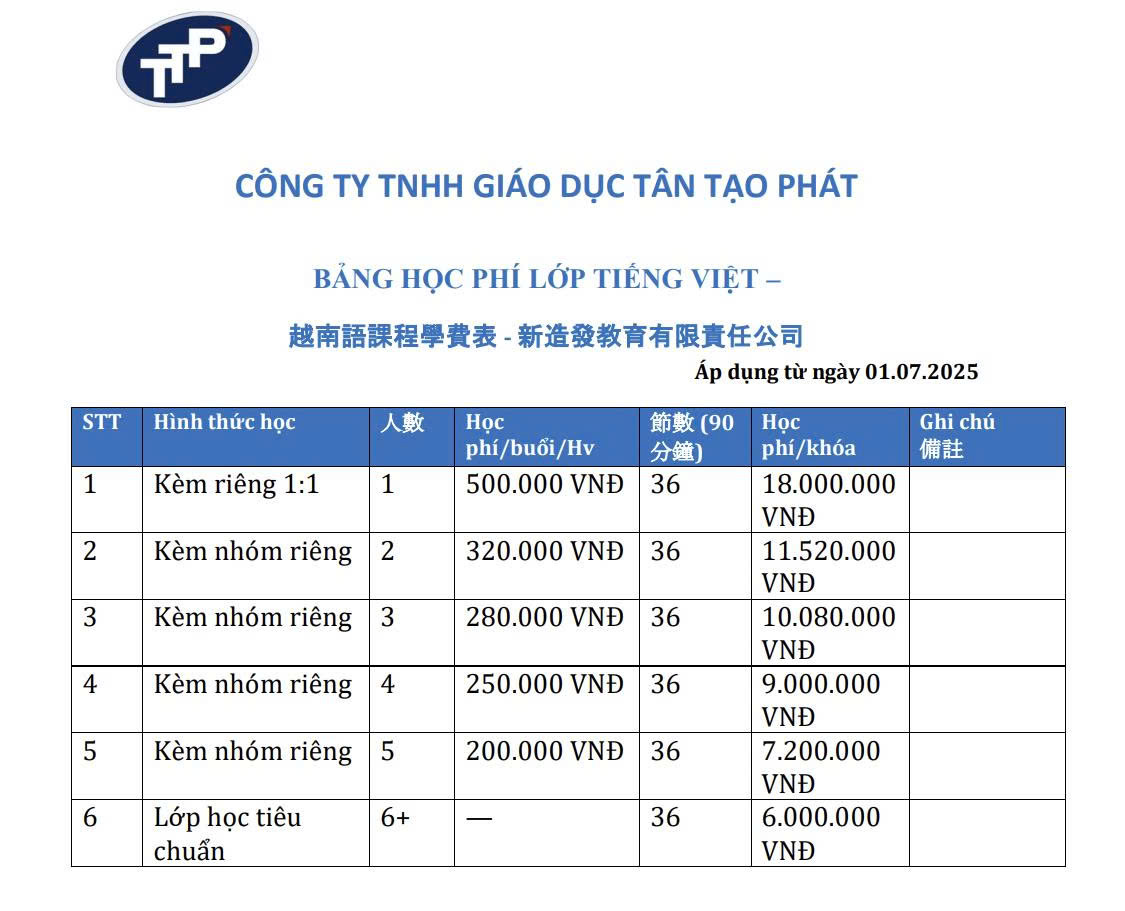 TTP
CÔNG TY TNHH GIÁO DỤC TÂN TẠO PHÁT
BẢNG HỌC PHÍ LỚP TIẾNG VIỆT –
越南語課程學費表 - 新造發教育有限責任公司
Áp dụng từ ngày 01.07.2025
STT Hình thức học 人數 Học phí/buổi/Hv 節數 (90 分鐘) Học phí/khóa Ghi chú 備註
1 Kèm riêng 1:1 1 500.000 VNĐ 36 18.000.000 VNĐ
2 Kèm nhóm riêng 2 320.000 VNĐ 36 11.520.000 VNĐ
3 Kèm nhóm riêng 3 280.000 VNĐ 36 10.080.000 VNĐ
4 Kèm nhóm riêng 4 250.000 VNĐ 36 9.000.000 VNĐ
5 Kèm nhóm riêng 5 200.000 VNĐ 36 7.200.000 VNĐ
6 Lớp học tiêu chuẩn 6+ — 36 6.000.000 VNĐ